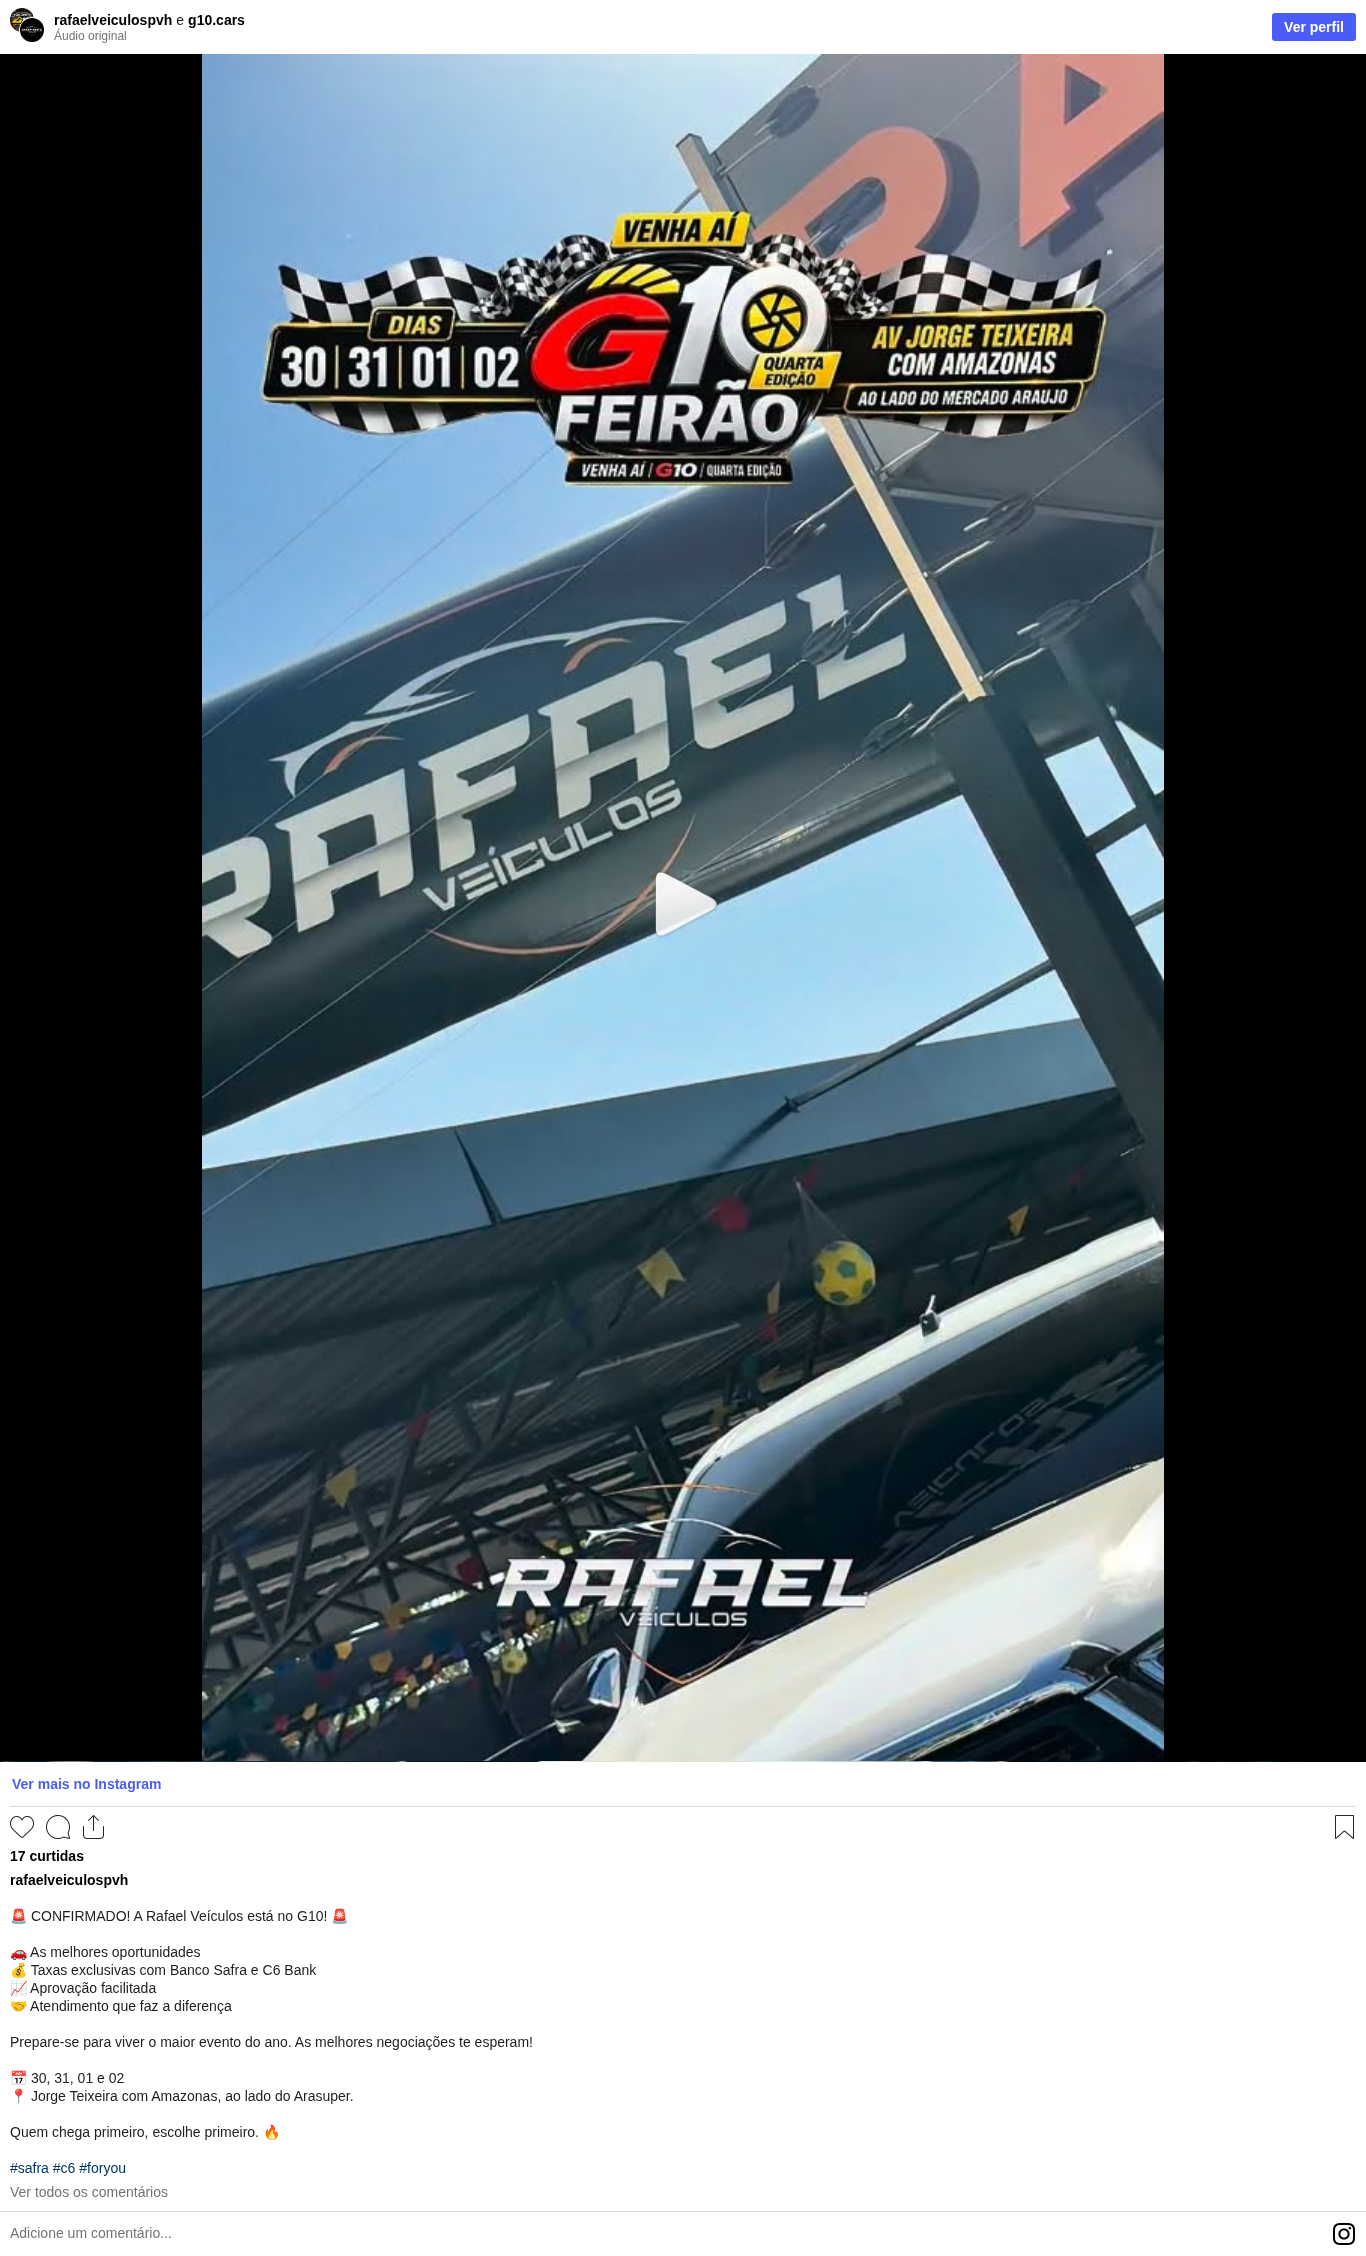 rafaelveiculospvh e g10.cars
Áudio original
Ver perfil
VENHA AÍ
DIAS
30 | 31 | 01 | 02
G10
QUARTA
EDIÇÃO
FEIRÃO
AV JORGE TEIXEIRA
COM AMAZONAS
AO LADO DO MERCADO ARAUJO
VENHA AÍ / G10 / QUARTA EDIÇÃO
RAFAEL
VEÍCULOS
RAFAEL
VEÍCULOS
Ver mais no Instagram
17 curtidas
rafaelveiculospvh
🚨 CONFIRMADO! A Rafael Veículos está no G10! 🚨
🚗 As melhores oportunidades
💰 Taxas exclusivas com Banco Safra e C6 Bank
📈 Aprovação facilitada
🤝 Atendimento que faz a diferença
Prepare-se para viver o maior evento do ano. As melhores negociações te esperam!
📅 30, 31, 01 e 02
📍 Jorge Teixeira com Amazonas, ao lado do Arasuper.
Quem chega primeiro, escolhe primeiro. 🔥
#safra #c6 #foryou
Ver todos os comentários
Adicione um comentário...